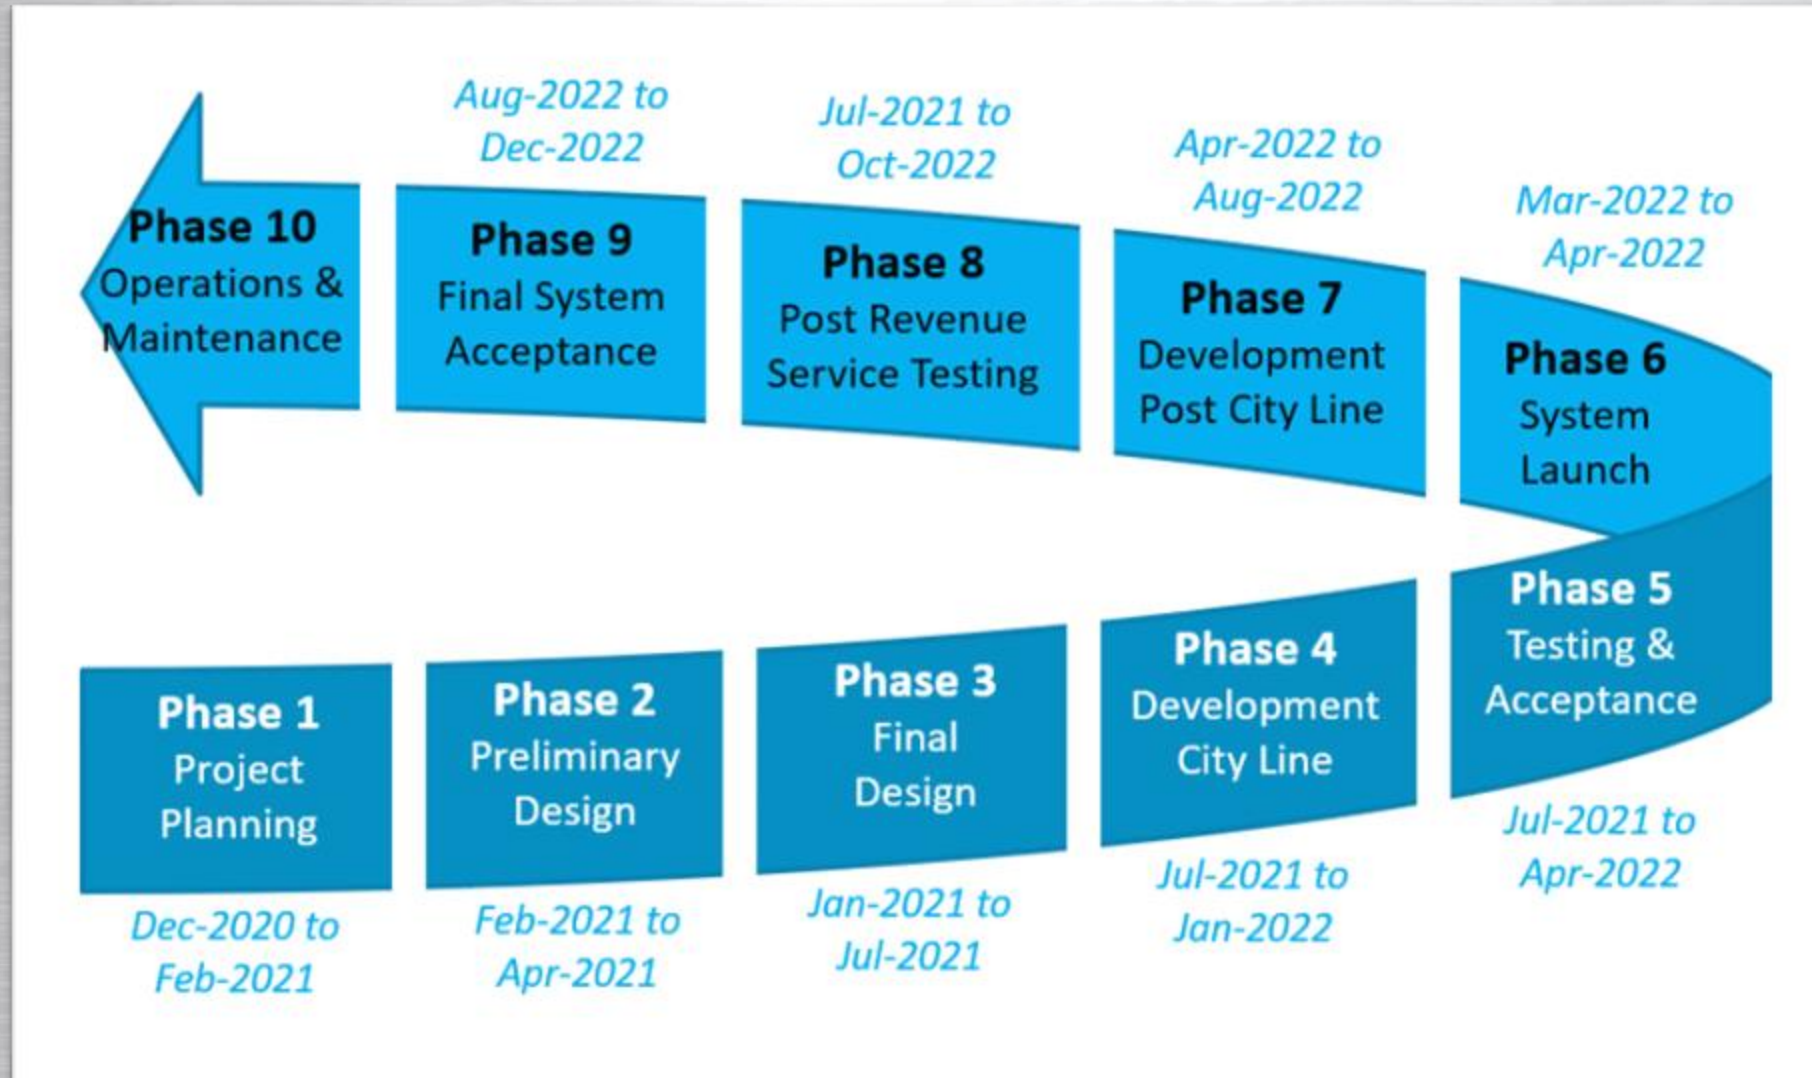 Aug-2022 to
Dec-2022
Jul-2021 to
Oct-2022
Apr-2022 to
Aug-2022
Mar-2022 to
Apr-2022
Phase 10
Operations &
Maintenance
Phase 9
Final System
Acceptance
Phase 8
Post Revenue
Service Testing
Phase 7
Development
Post City Line
Phase 6
System
Launch
Phase 1
Project
Planning
Phase 2
Preliminary
Design
Phase 3
Final
Design
Phase 4
Development
City Line
Phase 5
Testing &
Acceptance
Dec-2020 to
Feb-2021
Feb-2021 to
Apr-2021
Jan-2021 to
Jul-2021
Jul-2021 to
Jan-2022
Jul-2021 to
Apr-2022